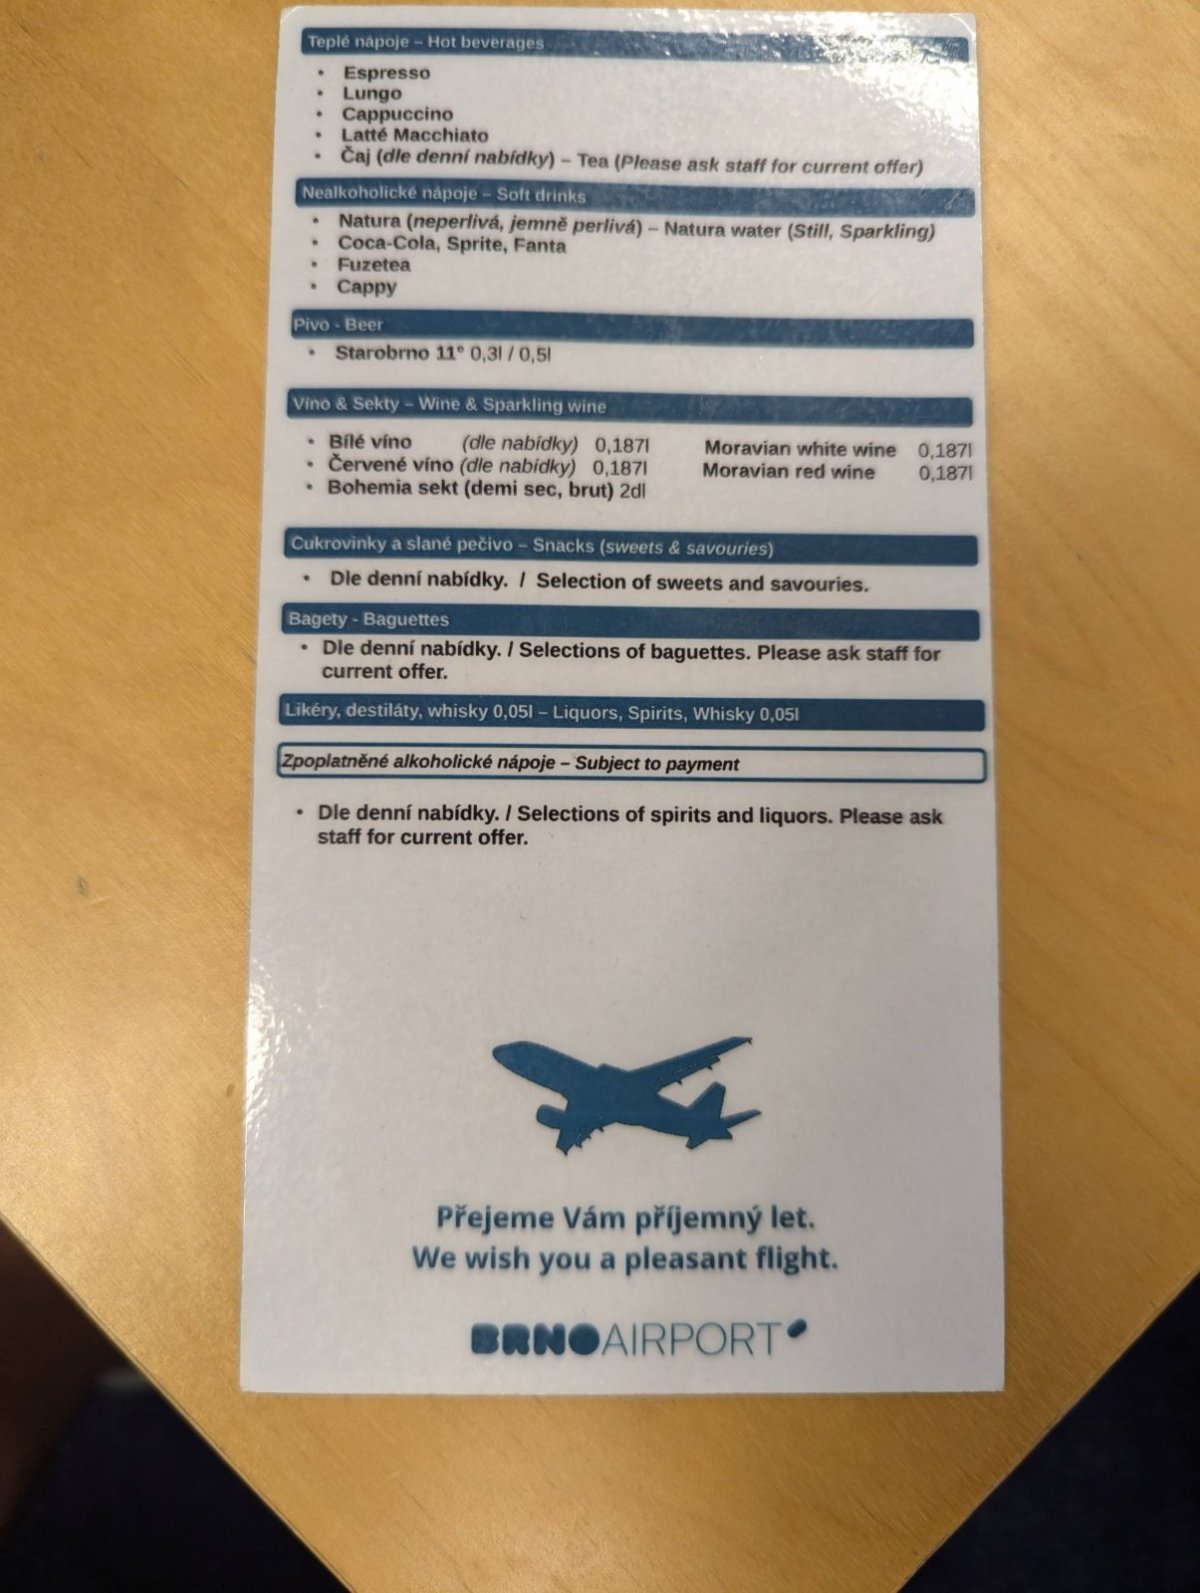 Teplé nápoje – Hot beverages
• Espresso
• Lungo
• Cappuccino
• Latté Macchiato
• Čaj (dle denní nabídky) – Tea (Please ask staff for current offer)
Nealkoholické nápoje – Soft drinks
• Natura (neperlivá, jemně perlivá) – Natura water (Still, Sparkling)
• Coca-Cola, Sprite, Fanta
• Fuzetea
• Cappy
Pivo - Beer
• Starobrno 11° 0,3l / 0,5l
Víno & Sekty – Wine & Sparkling wine
• Bílé víno (dle nabídky) 0,187l Moravian white wine 0,187l
• Červené víno (dle nabídky) 0,187l Moravian red wine 0,187l
• Bohemia sekt (demi sec, brut) 2dl
Cukrovinky a slané pečivo – Snacks (sweets & savouries)
• Dle denní nabídky. / Selection of sweets and savouries.
Bagety - Baguettes
• Dle denní nabídky. / Selections of baguettes. Please ask staff for
current offer.
Likéry, destiláty, whisky 0,05l – Liquors, Spirits, Whisky 0,05l
Zpoplatněné alkoholické nápoje – Subject to payment
• Dle denní nabídky. / Selections of spirits and liquors. Please ask
staff for current offer.
Přejeme Vám příjemný let.
We wish you a pleasant flight.
BRNOAIRPORT